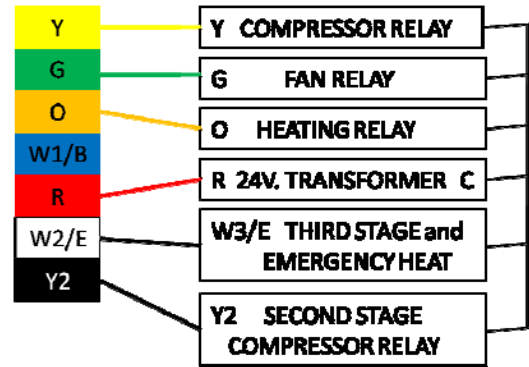 Y
G
O
W1/B
R
W2/E
Y2
Y COMPRESSOR RELAY
G FAN RELAY
O HEATING RELAY
R 24V. TRANSFORMER C
W3/E THIRD STAGE and
EMERGENCY HEAT
Y2 SECOND STAGE
COMPRESSOR RELAY